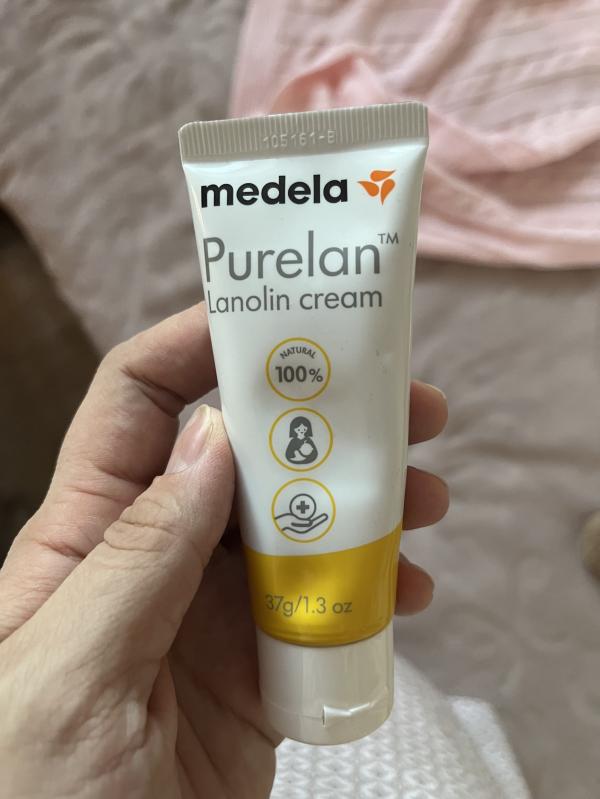 105161-B
medela
Purelan™
Lanolin cream
NATURAL
100%
37g/1.3 oz